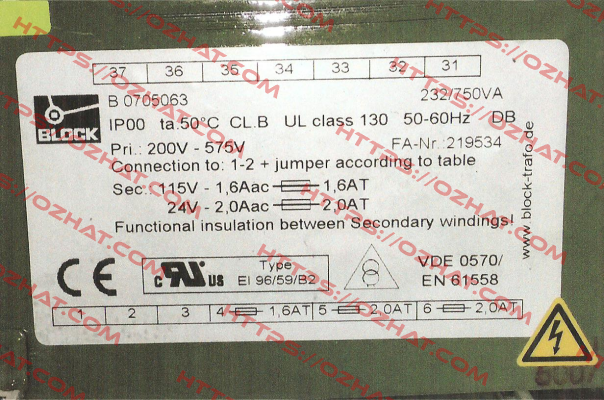 37 36 35 34 33 32 31
BLOCK
B 0705063 232/750VA
IP00 ta.50°C CL.B UL class 130 50-60Hz DB
Pri.: 200V - 575V FA-Nr.:219534
Connection to: 1-2 + jumper according to table
Sec.: 115V - 1,6Aac 1,6AT
24V - 2,0Aac 2,0AT
Functional insulation between Secondary windings!
www.block-trafo.de
CE
c RU us
Type
EI 96/59/B2
VDE 0570/
EN 61558
1 2 3 4 1,6AT 5 2,0AT 6 2,0AT
HTTPS://OZHAT.COM